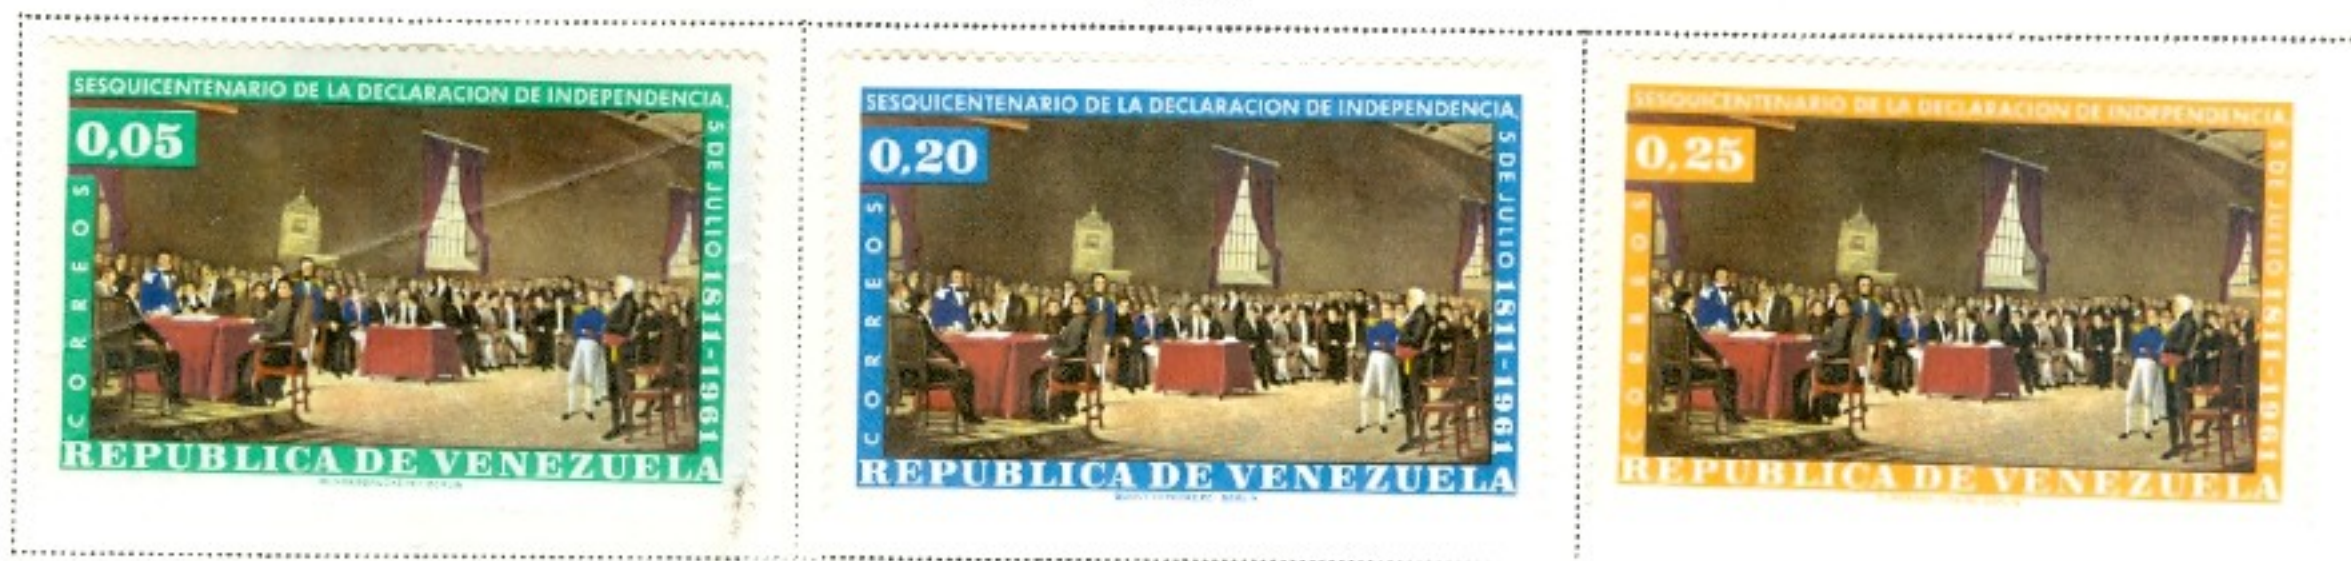 SESQUICENTENARIO DE LA DECLARACION DE INDEPENDENCIA,
5 DE JULIO 1811-1961
0,05
CORREOS
REPUBLICA DE VENEZUELA
SESQUICENTENARIO DE LA DECLARACION DE INDEPENDENCIA,
5 DE JULIO 1811-1961
0,20
CORREOS
REPUBLICA DE VENEZUELA
SESQUICENTENARIO DE LA DECLARACION DE INDEPENDENCIA,
5 DE JULIO 1811-1961
0,25
CORREOS
REPUBLICA DE VENEZUELA